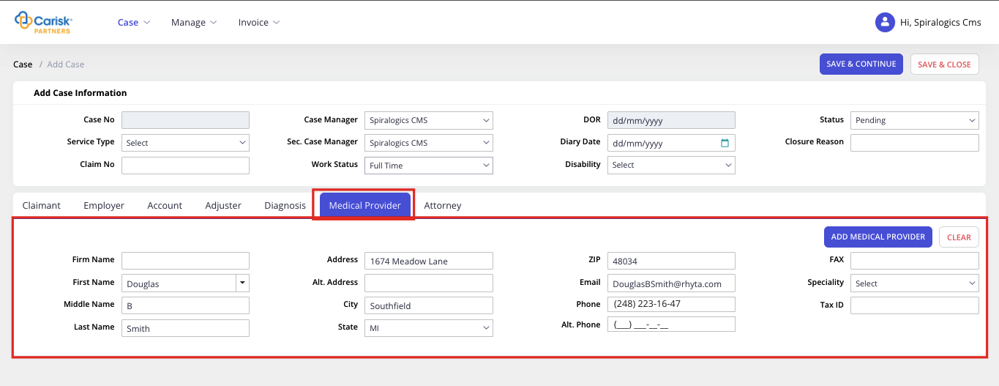 Carisk
PARTNERS
Case Manage Invoice Hi, Spiralogics Cms
Case / Add Case SAVE & CONTINUE SAVE & CLOSE
Add Case Information
Case No Case Manager Spiralogics CMS DOR dd/mm/yyyy Status Pending
Service Type Select Sec. Case Manager Spiralogics CMS Diary Date dd/mm/yyyy Closure Reason
Claim No Work Status Full Time Disability Select
Claimant Employer Account Adjuster Diagnosis Medical Provider Attorney
ADD MEDICAL PROVIDER CLEAR
Firm Name Address 1674 Meadow Lane ZIP 48034 FAX
First Name Douglas Alt. Address Email DouglasBSmith@rhyta.com Speciality Select
Middle Name B City Southfield Phone (248) 223-16-47 Tax ID
Last Name Smith State MI Alt. Phone (___) ___-__-__